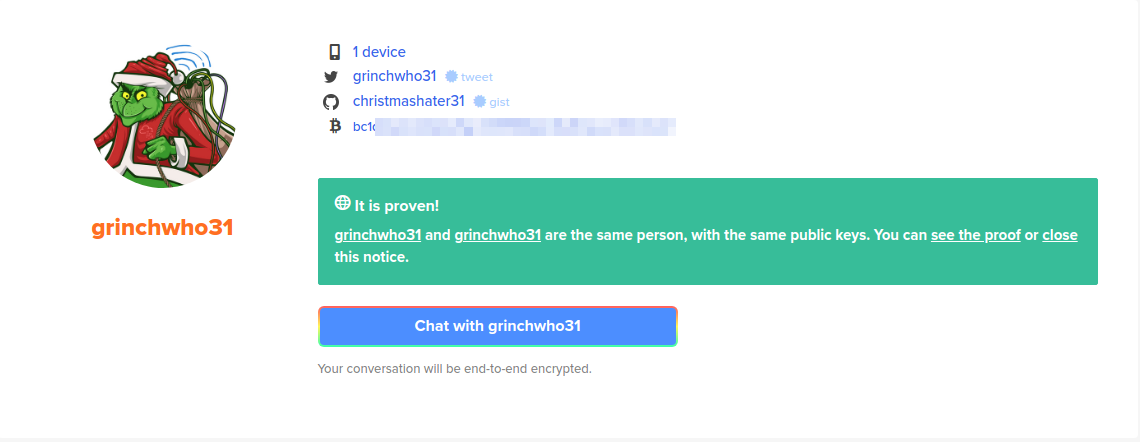 1 device
grinchwho31 tweet
christmashater31 gist
bc1
grinchwho31
It is proven!
grinchwho31 and grinchwho31 are the same person, with the same public keys. You can see the proof or close
this notice.
Chat with grinchwho31
Your conversation will be end-to-end encrypted.